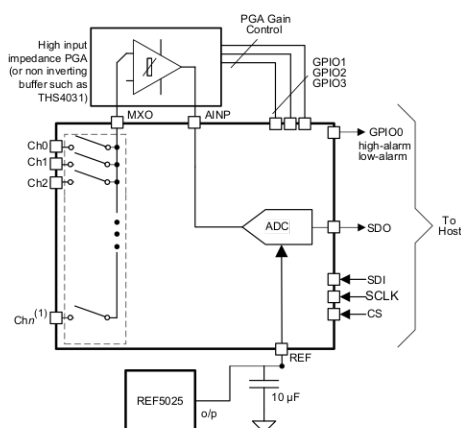 PGA Gain
Control
High input
impedance PGA
(or non inverting
buffer such as
THS4031)
GPIO1
GPIO2
GPIO3
MXO
AINP
Ch0
Ch1
Ch2
GPIO0
high-alarm
low-alarm
To
Host
ADC
SDO
SDI
SCLK
CS
Chn(1)
REF
REF5025
o/p
10 µF